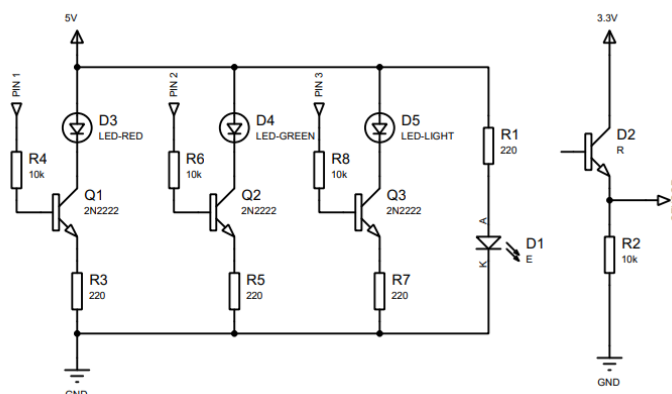 5V
3.3V
PIN 1
PIN 2
PIN 3
D3
LED-RED
D4
LED-GREEN
D5
LED-LIGHT
R1
220
D2
R
R4
10k
R6
10k
R8
10k
Q1
2N2222
Q2
2N2222
Q3
2N2222
A
D1
E
K
R2
10k
R3
220
R5
220
R7
220
GND
GND